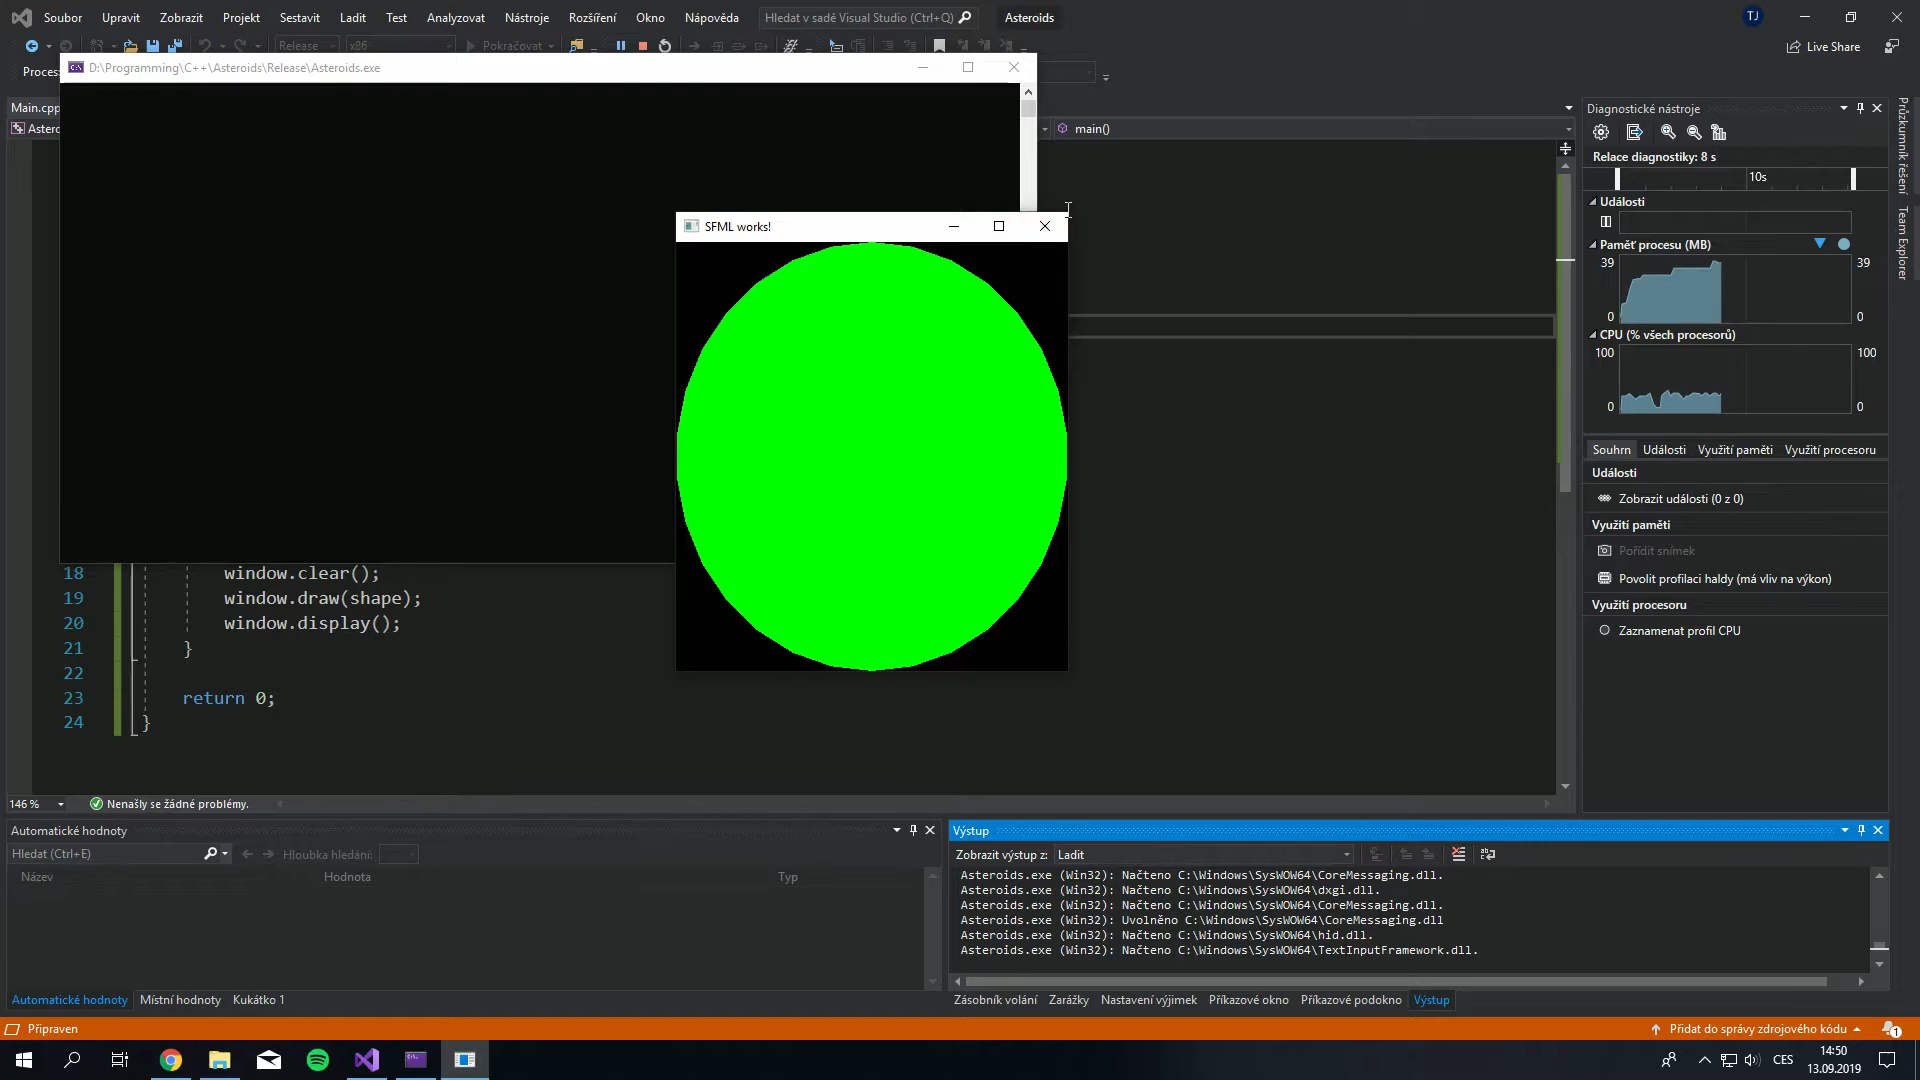 Soubor Upravit Zobrazit Projekt Sestavit Ladit Test Analyzovat Nástroje Rozšíření Okno Nápověda Hledat v sadě Visual Studio (Ctrl+Q) Asteroids TJ
Release x86 Pokračovat Live Share
Proces
D:\Programming\C++\Asteroids\Release\Asteroids.exe
Main.cpp
Astero
main()
SFML works!
18 window.clear();
19 window.draw(shape);
20 window.display();
21 }
22
23 return 0;
24 }
146 % Nenašly se žádné problémy.
Diagnostické nástroje
Relace diagnostiky: 8 s
10s
Události
Paměť procesu (MB)
39 39
0 0
CPU (% všech procesorů)
100 100
0 0
Souhrn Události Využití paměti Využití procesoru
Události
Zobrazit události (0 z 0)
Využití paměti
Pořídit snímek
Povolit profilaci haldy (má vliv na výkon)
Využití procesoru
Zaznamenat profil CPU
Průzkumník řešení
Team Explorer
Automatické hodnoty
Hledat (Ctrl+E) Hloubka hledání:
Název Hodnota Typ
Automatické hodnoty Místní hodnoty Kukátko 1
Výstup
Zobrazit výstup z: Ladit
Asteroids.exe (Win32): Načteno C:\Windows\SysWOW64\CoreMessaging.dll.
Asteroids.exe (Win32): Načteno C:\Windows\SysWOW64\dxgi.dll.
Asteroids.exe (Win32): Načteno C:\Windows\SysWOW64\CoreMessaging.dll.
Asteroids.exe (Win32): Uvolněno C:\Windows\SysWOW64\CoreMessaging.dll
Asteroids.exe (Win32): Načteno C:\Windows\SysWOW64\hid.dll.
Asteroids.exe (Win32): Načteno C:\Windows\SysWOW64\TextInputFramework.dll.
Zásobník volání Zarážky Nastavení výjimek Příkazové okno Příkazové podokno Výstup
Připraven Přidat do správy zdrojového kódu 1
CES 14:50
13.09.2019